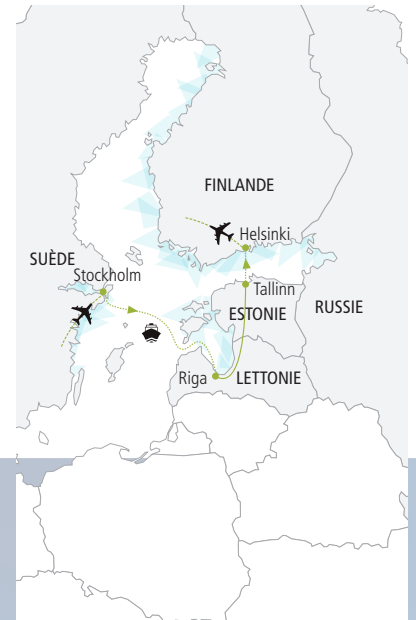 FINLANDE
Helsinki
SUÈDE
Stockholm
Tallinn
ESTONIE
RUSSIE
Riga
LETTONIE